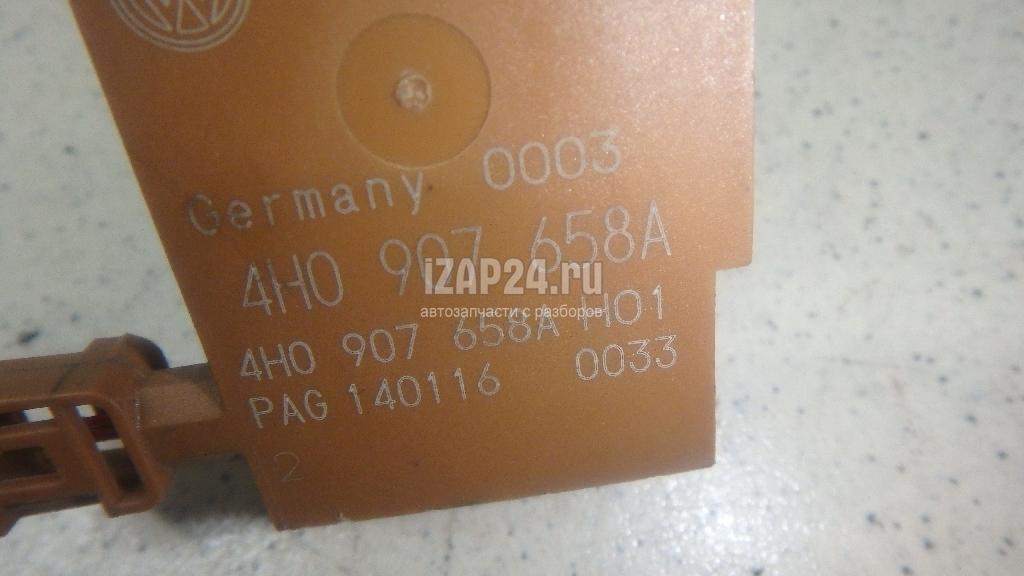 Germany 0003
4H0 907 658A
iZAP24.ru
автозапчасти с разборов
4H0 907 658A H01
PAG 140116 0033
2